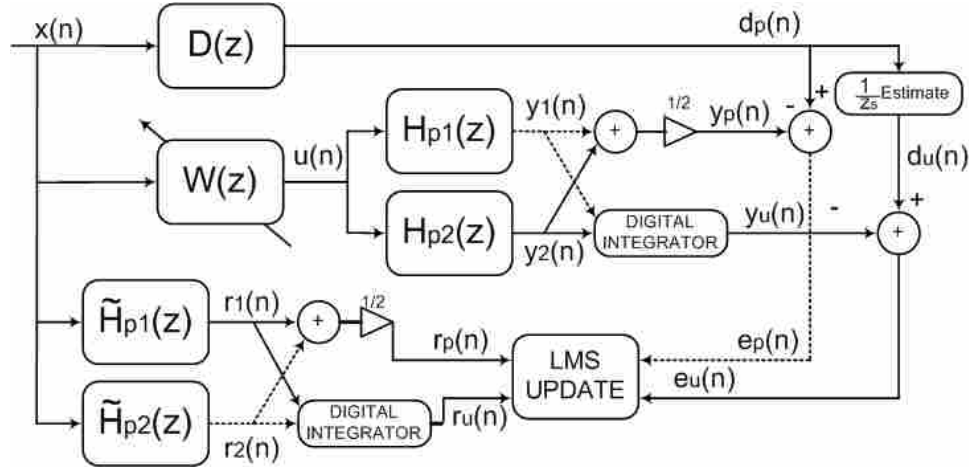 x(n)
D(z)
dp(n)
1/Zs Estimate
1/2
y1(n)
yp(n)
-
+
Hp1(z)
+
+
u(n)
W(z)
du(n)
Hp2(z)
y2(n)
DIGITAL
INTEGRATOR
yu(n)
-
+
+
H̃p1(z)
r1(n)
1/2
+
rp(n)
LMS
UPDATE
ep(n)
eu(n)
H̃p2(z)
r2(n)
DIGITAL
INTEGRATOR
ru(n)